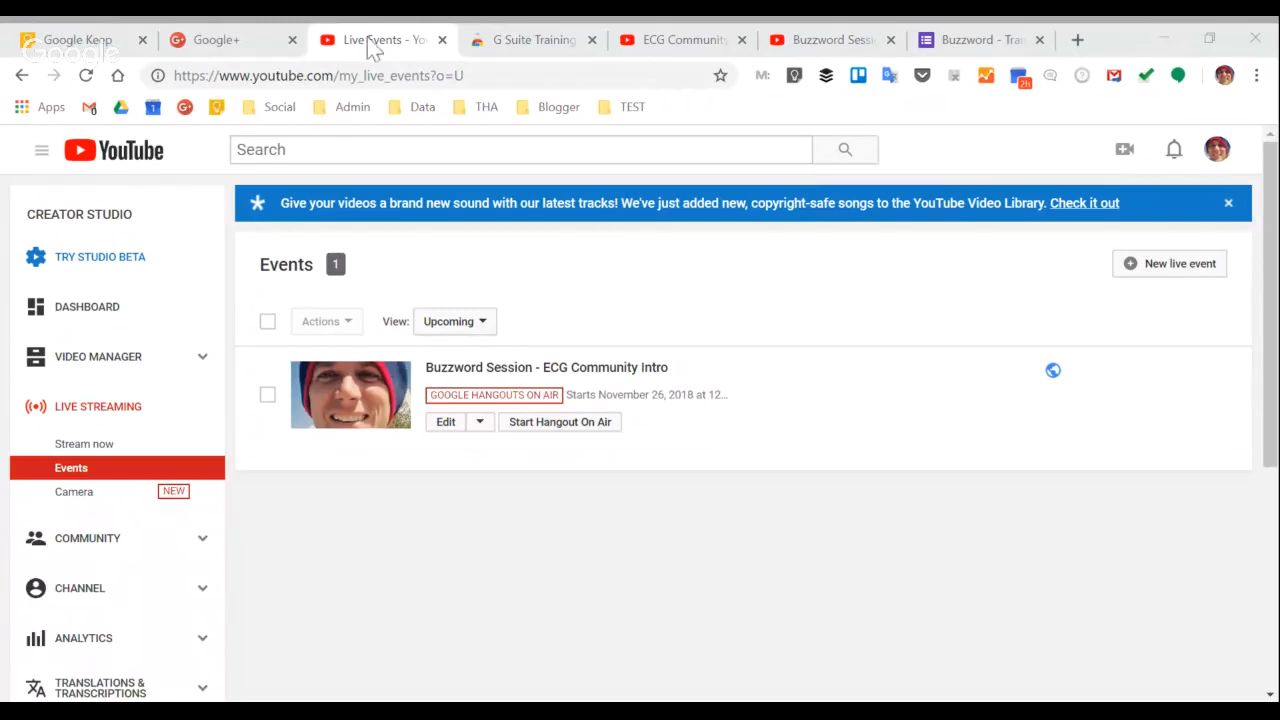 Google Keep
Google
Google+
Live Events - Yo
G Suite Training
ECG Community
Buzzword Sessi
Buzzword - Trai
https://www.youtube.com/my_live_events?o=U
M:
2h
Apps
0
1
Social
Admin
Data
THA
Blogger
TEST
YouTube
Search
CREATOR STUDIO
Give your videos a brand new sound with our latest tracks! We've just added new, copyright-safe songs to the YouTube Video Library. Check it out
TRY STUDIO BETA
Events 1
New live event
DASHBOARD
Actions
View: Upcoming
VIDEO MANAGER
Buzzword Session - ECG Community Intro
GOOGLE HANGOUTS ON AIR Starts November 26, 2018 at 12...
LIVE STREAMING
Edit
Start Hangout On Air
Stream now
Events
Camera
NEW
COMMUNITY
CHANNEL
ANALYTICS
TRANSLATIONS &
TRANSCRIPTIONS